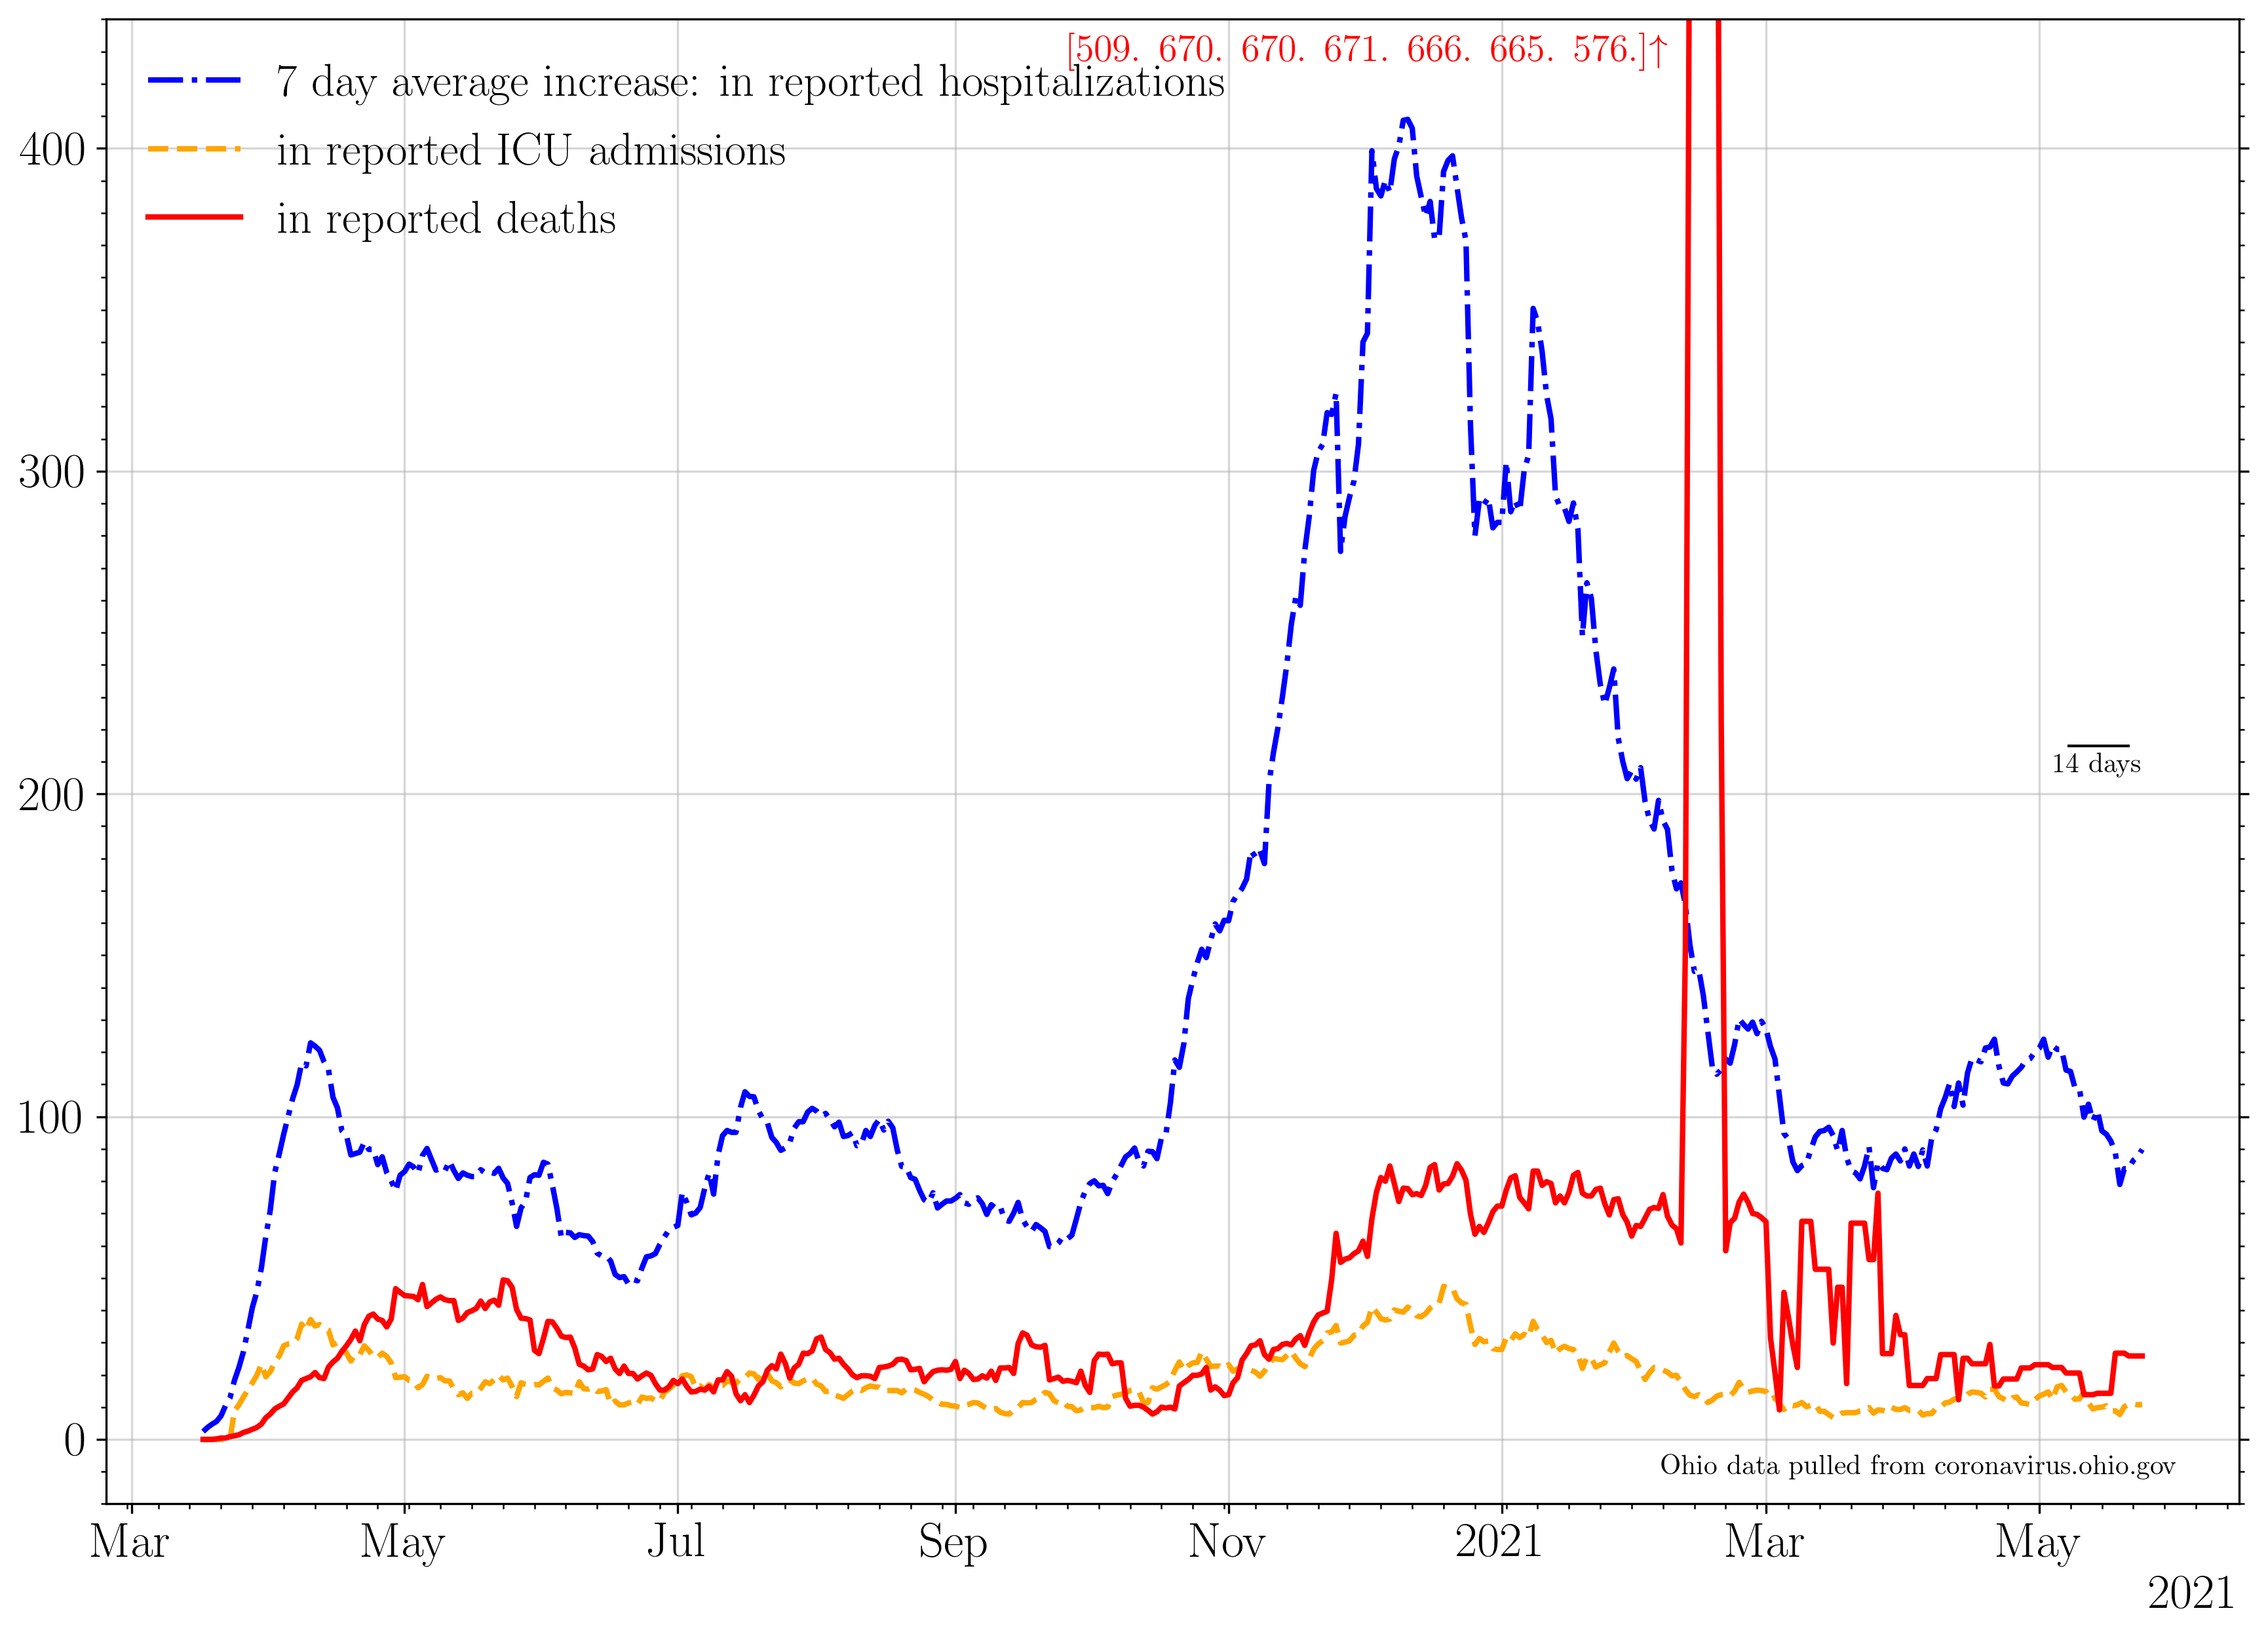 [509. 670. 670. 671. 666. 665. 576.]↑
7 day average increase: in reported hospitalizations
in reported ICU admissions
in reported deaths
400
300
200
100
0
14 days
Ohio data pulled from coronavirus.ohio.gov
Mar May Jul Sep Nov 2021 Mar May
2021